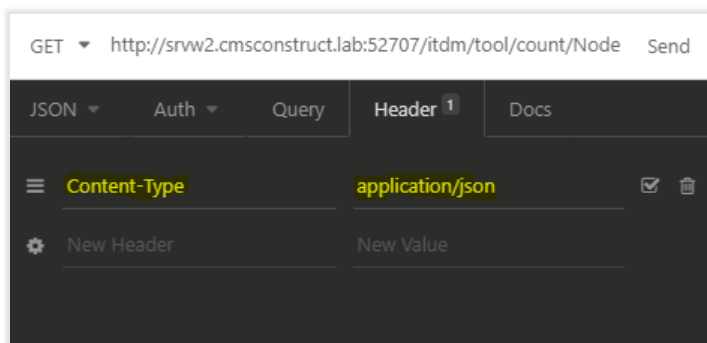 GET http://srvw2.cmsconstruct.lab:52707/itdm/tool/count/Node Send
JSON Auth Query Header 1 Docs
Content-Type application/json
New Header New Value